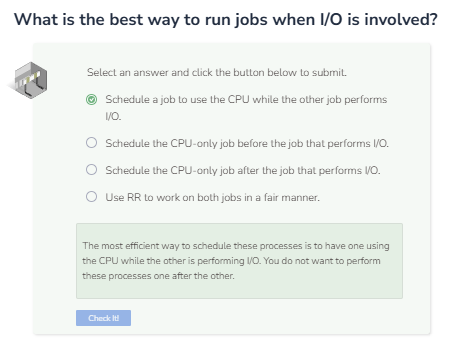 What is the best way to run jobs when I/O is involved?
Select an answer and click the button below to submit.
Schedule a job to use the CPU while the other job performs
I/O.
Schedule the CPU-only job before the job that performs I/O.
Schedule the CPU-only job after the job that performs I/O.
Use RR to work on both jobs in a fair manner.
The most efficient way to schedule these processes is to have one using
the CPU while the other is performing I/O. You do not want to perform
these processes one after the other.
Check It!